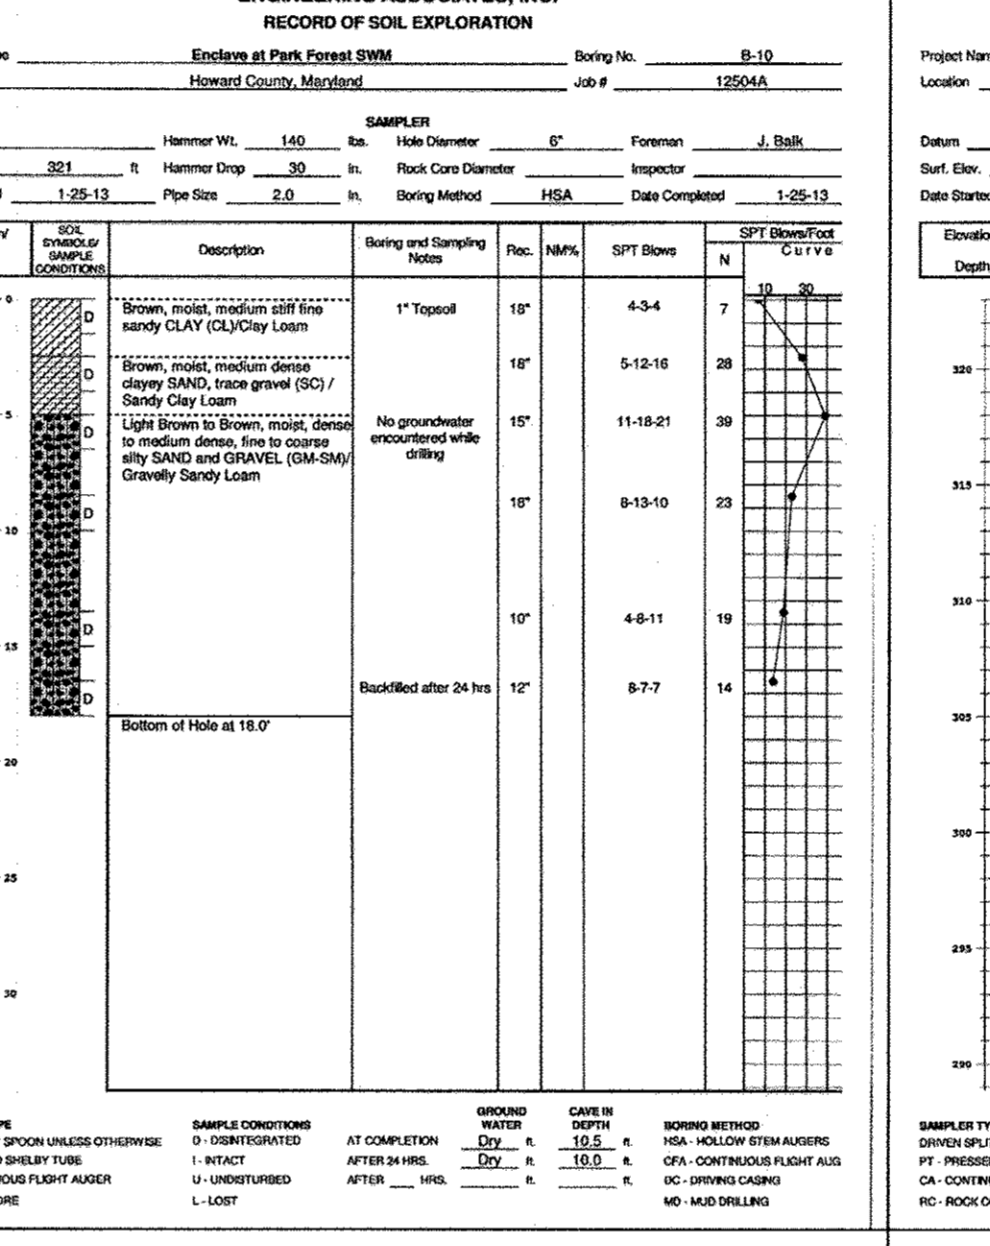 RECORD OF SOIL EXPLORATION
Enclave at Park Forest SWM Boring No. B-10
Howard County, Maryland Job # 12504A
SAMPLER
Hammer Wt. 140 lbs. Hole Diameter 6" Foreman J. Balk
321 ft Hammer Drop 30 in. Rock Core Diameter Inspector
1-25-13 Pipe Size 2.0 in. Boring Method HSA Date Completed 1-25-13
SOIL SYMBOLS/ SAMPLE CONDITIONS Description Boring and Sampling Notes Rec. NM% SPT Blows SPT Blows/Foot
N Curve
10 30
0 D Brown, moist, medium stiff fine 1" Topsoil 18" 4-3-4 7
sandy CLAY (CL)/Clay Loam
D Brown, moist, medium dense 18" 5-12-16 28
clayey SAND, trace gravel (SC) /
Sandy Clay Loam
5 D Light Brown to Brown, moist, dense No groundwater 15" 11-18-21 39
to medium dense, fine to coarse encountered while
silty SAND and GRAVEL (GM-SM)/ drilling
Gravelly Sandy Loam
D 18" 8-13-10 23
10
D 10" 4-8-11 19
15
D Backfilled after 24 hrs 12" 8-7-7 14
Bottom of Hole at 18.0'
20
25
30
GROUND WATER CAVE IN DEPTH
SPOON UNLESS OTHERWISE
SHELBY TUBE
FLIGHT AUGER
SAMPLE CONDITIONS
D - DISINTEGRATED
I - INTACT
U - UNDISTURBED
L - LOST
AT COMPLETION Dry ft. 10.5 ft.
AFTER 24 HRS. Dry ft. 10.0 ft.
AFTER ___ HRS. ft. ft.
BORING METHOD
HSA - HOLLOW STEM AUGERS
CFA - CONTINUOUS FLIGHT AUG
DC - DRIVING CASING
MD - MUD DRILLING
Project Nam
Location
Datum
Surf. Elev.
Date Started
Elevatio
Depth
320
315
310
305
300
295
290
SAMPLER TY
DRIVEN SPLI
PT - PRESSE
CA - CONTIN
RC - ROCK C